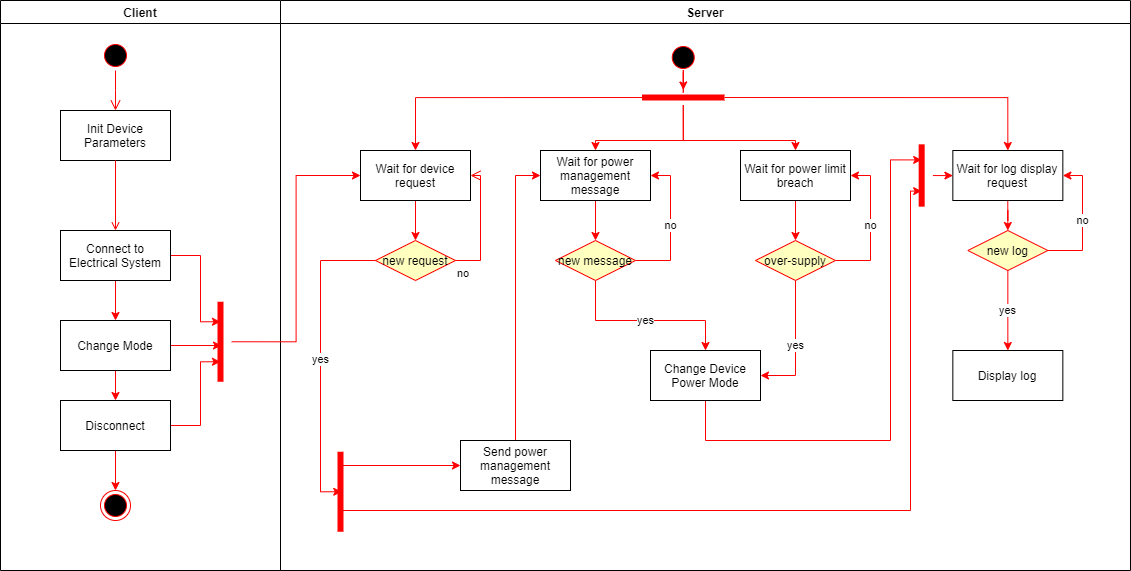 Client
Server
Init Device
Parameters
Connect to
Electrical System
Change Mode
Disconnect
Wait for device
request
Wait for power
management
message
Wait for power limit
breach
Wait for log display
request
new request
no
yes
new message
no
yes
over-supply
no
yes
new log
no
yes
Change Device
Power Mode
Display log
Send power
management
message